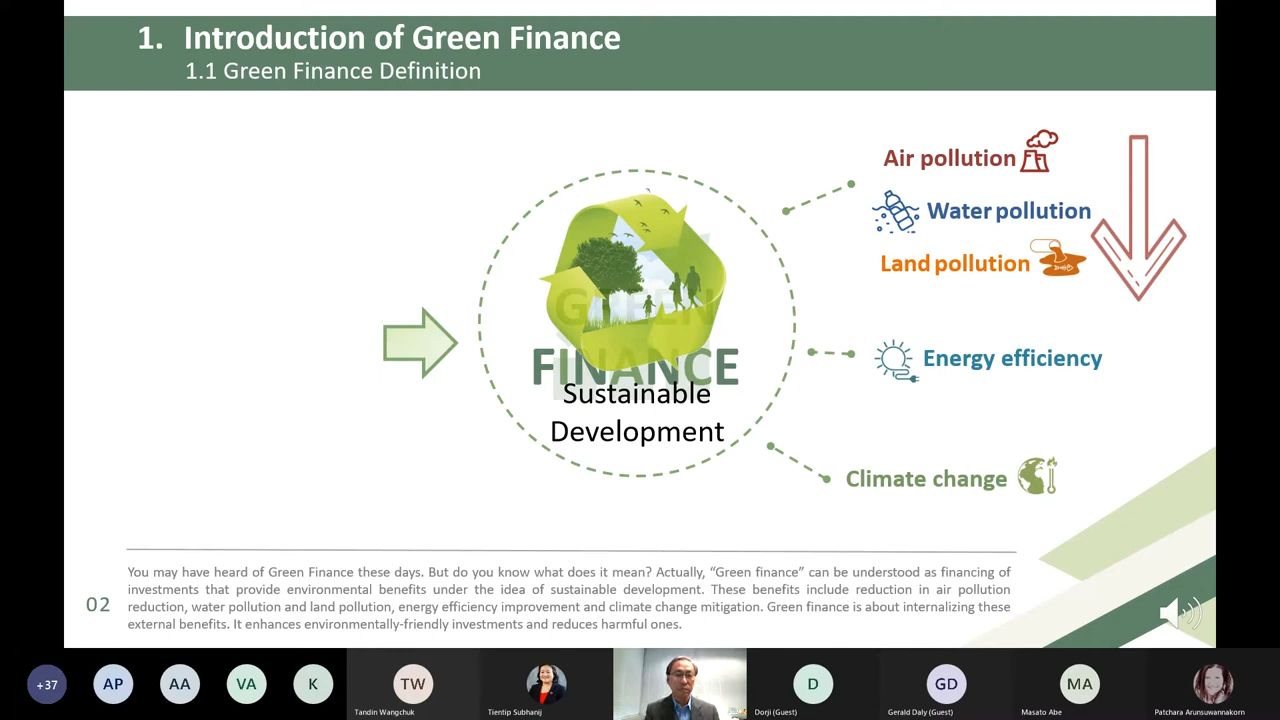 1. Introduction of Green Finance
1.1 Green Finance Definition
Air pollution
Water pollution
Land pollution
GREEN
FINANCE
Sustainable
Development
Energy efficiency
Climate change
You may have heard of Green Finance these days. But do you know what does it mean? Actually, “Green finance” can be understood as financing of
investments that provide environmental benefits under the idea of sustainable development. These benefits include reduction in air pollution
reduction, water pollution and land pollution, energy efficiency improvement and climate change mitigation. Green finance is about internalizing these
external benefits. It enhances environmentally-friendly investments and reduces harmful ones.
02
+37
AP
AA
VA
K
TW
D
GD
MA
Tandin Wangchuk
Tientip Subhanij
Dorji (Guest)
Gerald Daly (Guest)
Masato Abe
Patchara Arunsuwannakorn